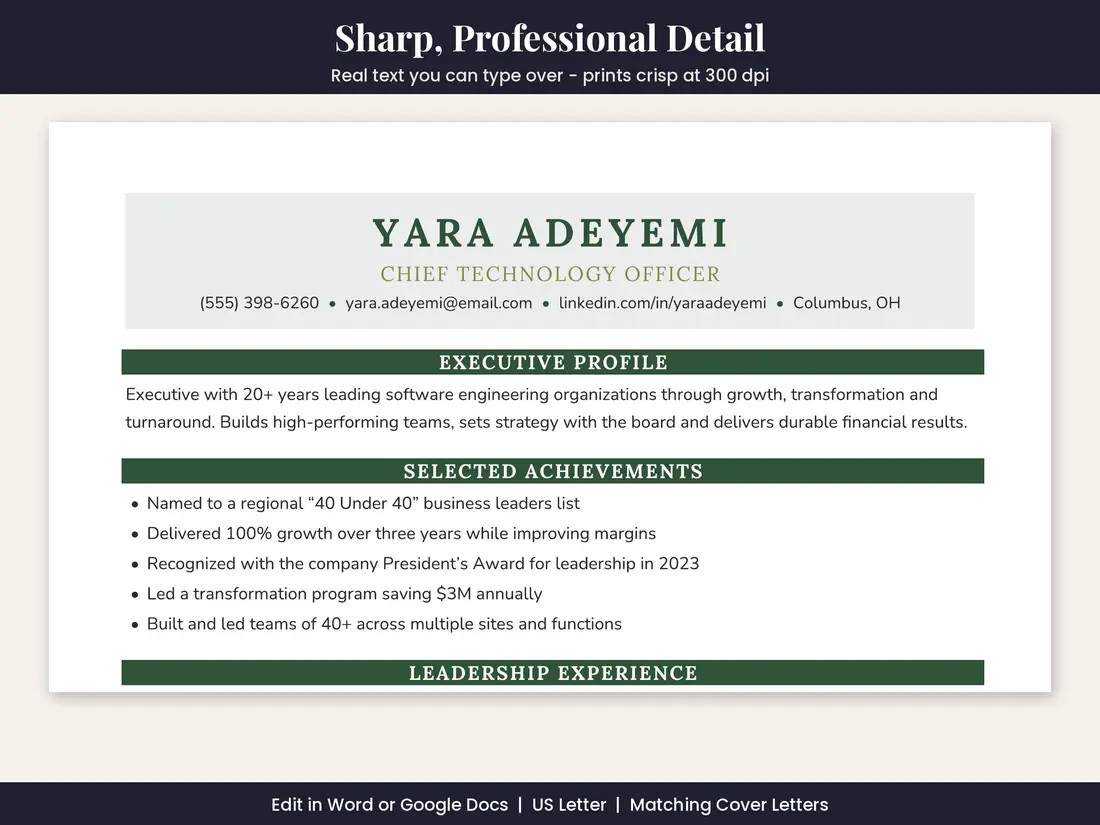 Sharp, Professional Detail
Real text you can type over - prints crisp at 300 dpi
YARA ADEYEMI
CHIEF TECHNOLOGY OFFICER
(555) 398-6260 • yara.adeyemi@email.com • linkedin.com/in/yaraadeyemi • Columbus, OH
EXECUTIVE PROFILE
Executive with 20+ years leading software engineering organizations through growth, transformation and
turnaround. Builds high-performing teams, sets strategy with the board and delivers durable financial results.
SELECTED ACHIEVEMENTS
• Named to a regional “40 Under 40” business leaders list
• Delivered 100% growth over three years while improving margins
• Recognized with the company President’s Award for leadership in 2023
• Led a transformation program saving $3M annually
• Built and led teams of 40+ across multiple sites and functions
LEADERSHIP EXPERIENCE
Edit in Word or Google Docs | US Letter | Matching Cover Letters